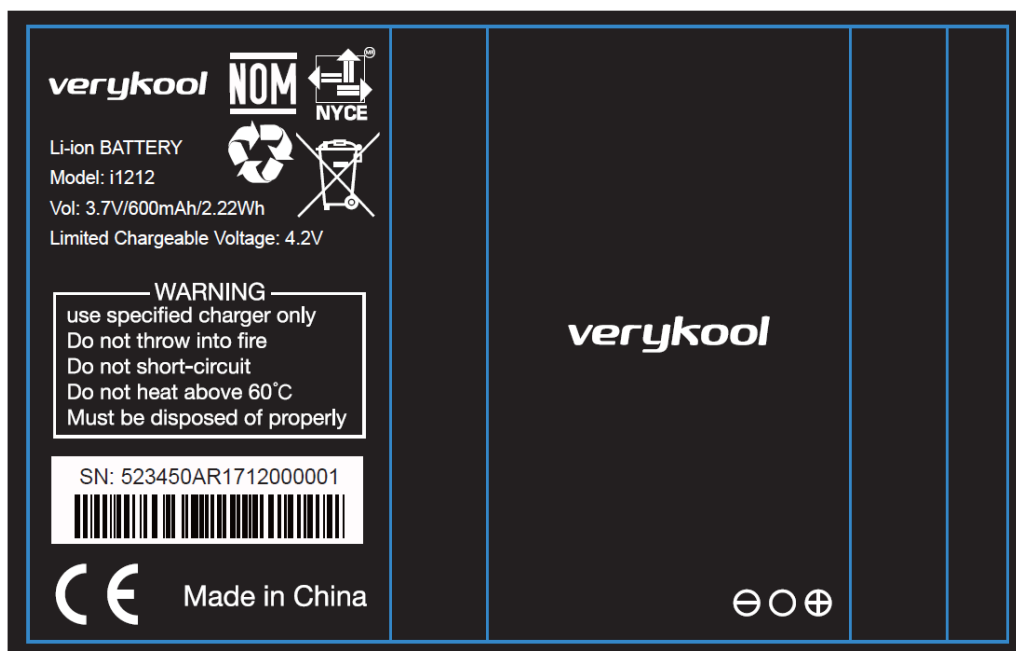 verykool
NOM
MR
NYCE
Li-ion BATTERY
Model: i1212
Vol: 3.7V/600mAh/2.22Wh
Limited Chargeable Voltage: 4.2V
WARNING
use specified charger only
Do not throw into fire
Do not short-circuit
Do not heat above 60°C
Must be disposed of properly
SN: 523450AR1712000001
CE Made in China
verykool